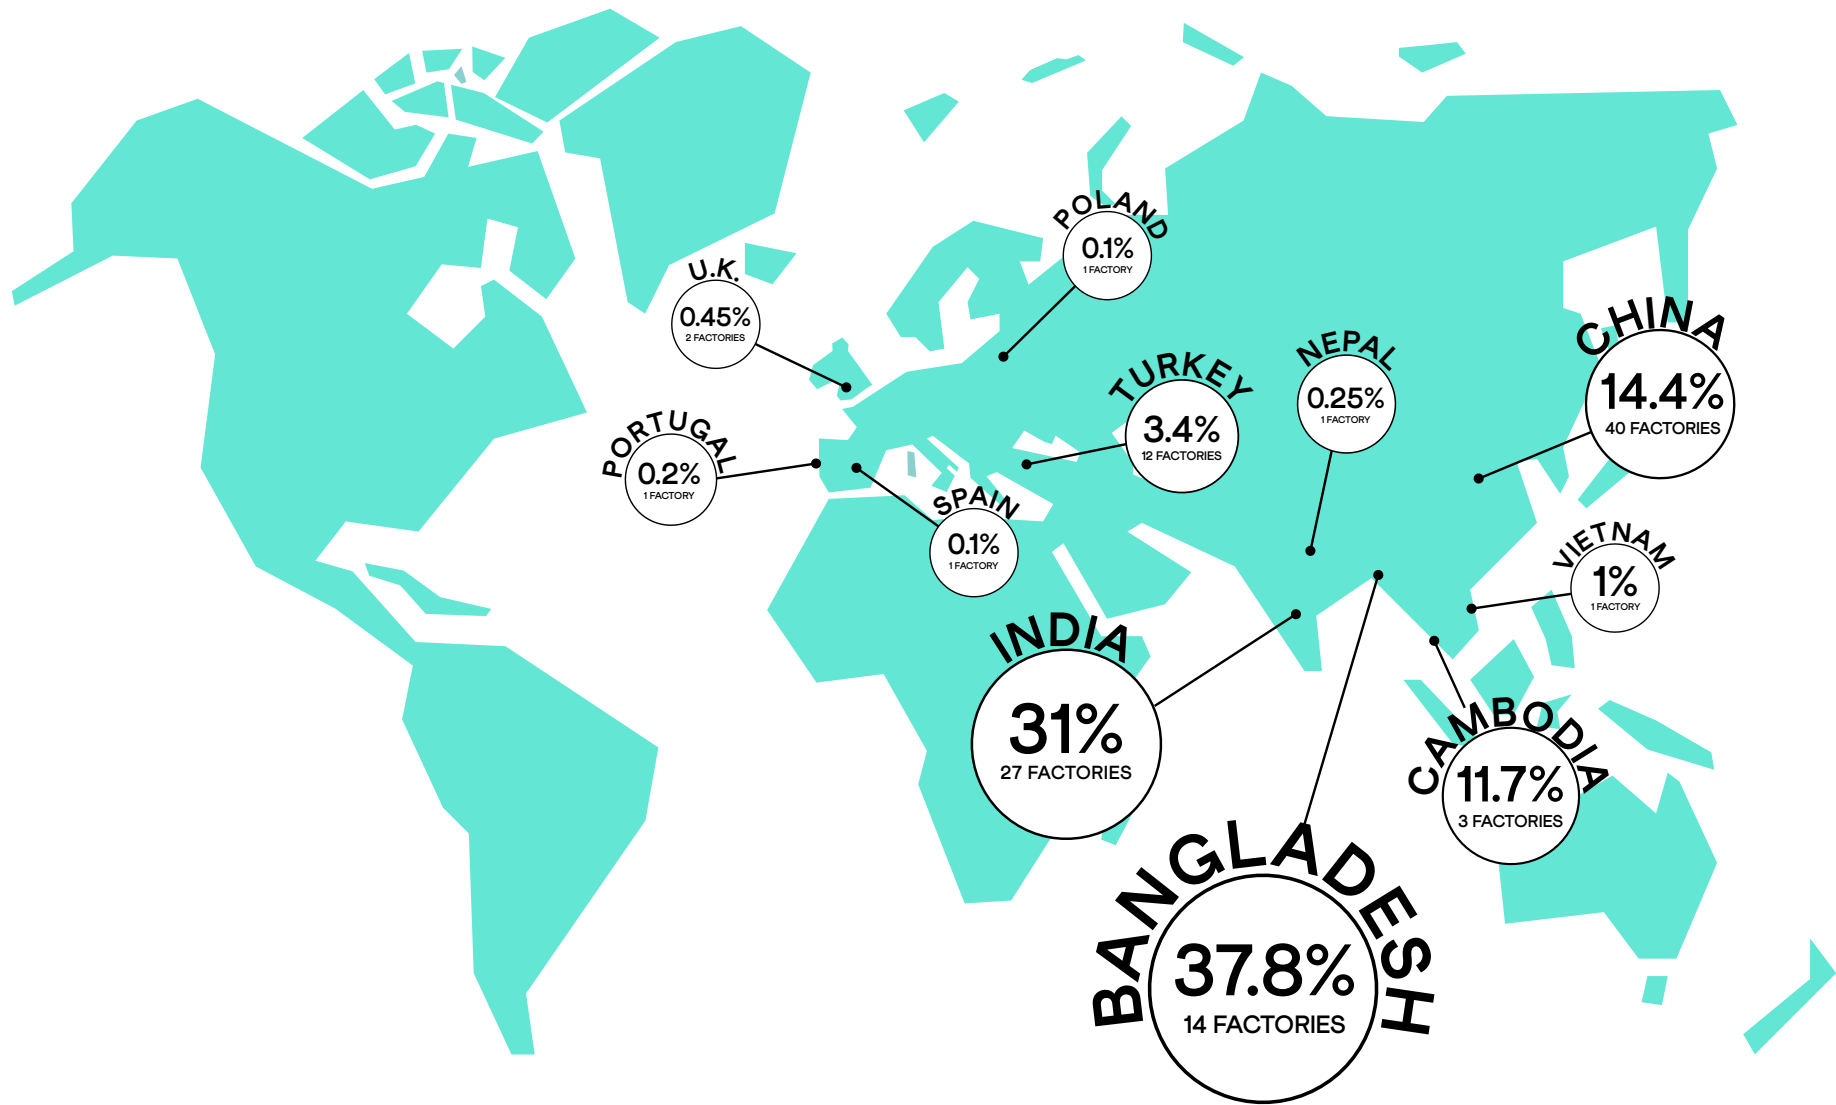 POLAND
0.1%
1 FACTORY
U.K.
0.45%
2 FACTORIES
CHINA
14.4%
40 FACTORIES
NEPAL
0.25%
1 FACTORY
TURKEY
3.4%
12 FACTORIES
PORTUGAL
0.2%
1 FACTORY
SPAIN
0.1%
1 FACTORY
VIETNAM
1%
1 FACTORY
INDIA
31%
27 FACTORIES
CAMBODIA
11.7%
3 FACTORIES
BANGLADESH
37.8%
14 FACTORIES